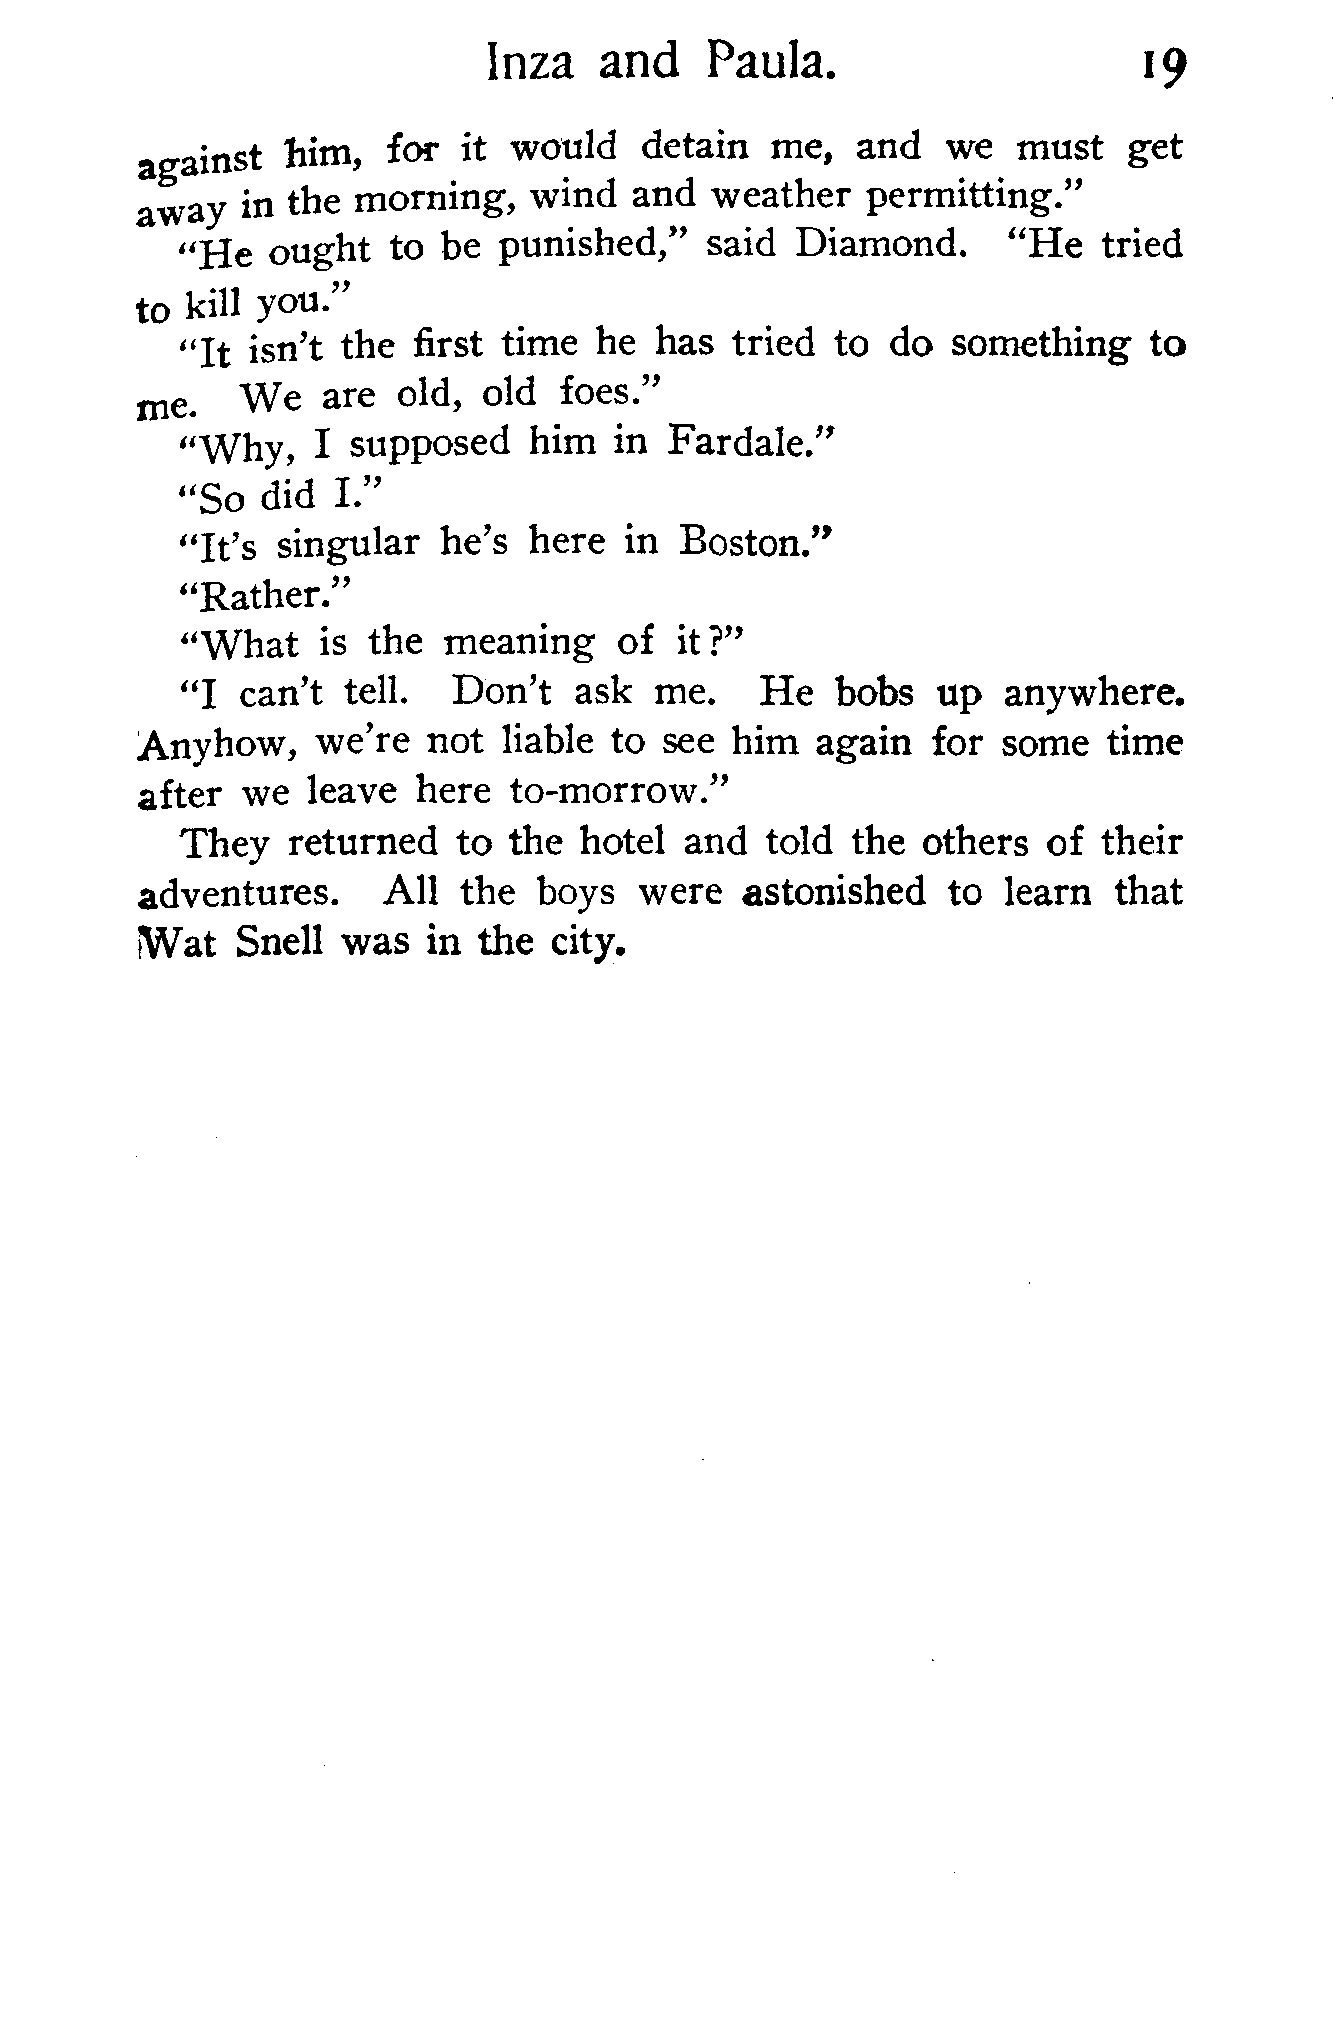 Inza and Paula. 19
against him, for it would detain me, and we must get
away in the morning, wind and weather permitting."
"He ought to be punished," said Diamond. "He tried
to kill you."
"It isn't the first time he has tried to do something to
me. We are old, old foes."
"Why, I supposed him in Fardale."
"So did I."
"It's singular he's here in Boston."
"Rather."
"What is the meaning of it?"
"I can't tell. Don't ask me. He bobs up anywhere.
Anyhow, we're not liable to see him again for some time
after we leave here to-morrow."
They returned to the hotel and told the others of their
adventures. All the boys were astonished to learn that
Wat Snell was in the city.